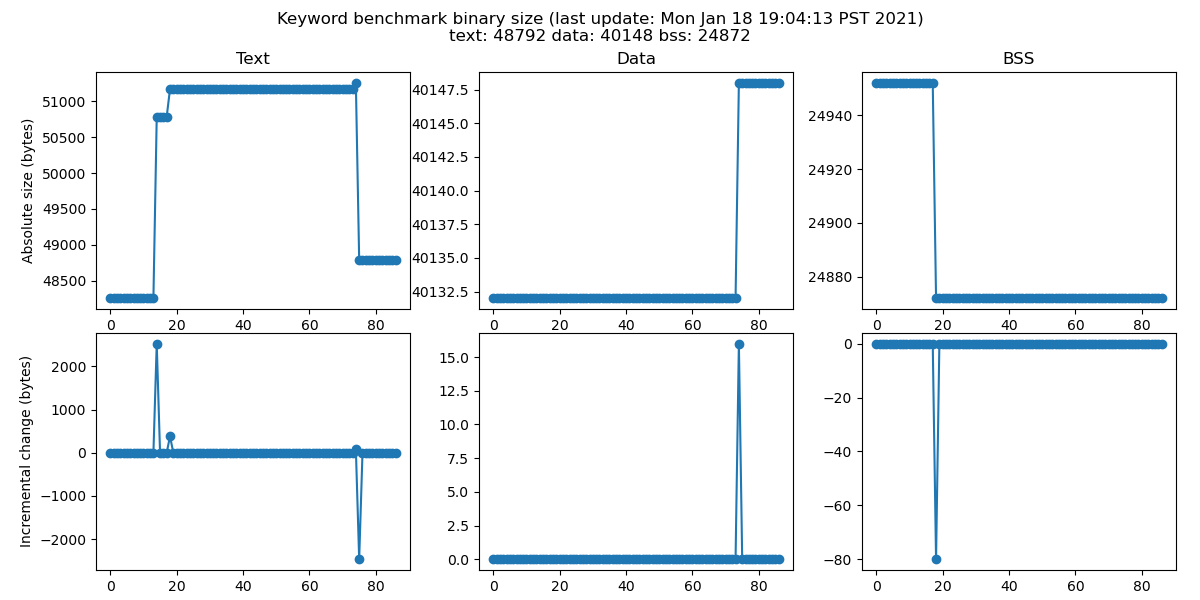 Keyword benchmark binary size (last update: Mon Jan 18 19:04:13 PST 2021)
text: 48792 data: 40148 bss: 24872
Text
Data
BSS
Absolute size (bytes)
51000
50500
50000
49500
49000
48500
0 20 40 60 80
40147.5
40145.0
40142.5
40140.0
40137.5
40135.0
40132.5
0 20 40 60 80
24940
24920
24900
24880
0 20 40 60 80
Incremental change (bytes)
2000
1000
0
−1000
−2000
0 20 40 60 80
15.0
12.5
10.0
7.5
5.0
2.5
0.0
0 20 40 60 80
0
−20
−40
−60
−80
0 20 40 60 80